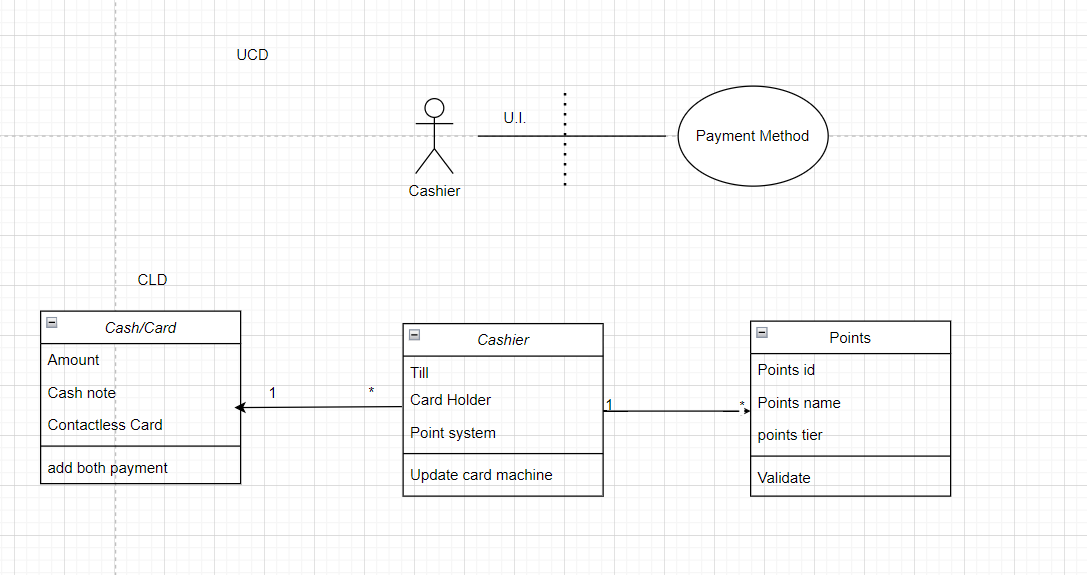 UCD
U.I.
Payment Method
Cashier
CLD
Cash/Card
Amount
Cash note
Contactless Card
add both payment
1
*
Cashier
Till
Card Holder
Point system
Update card machine
1
*
Points
Points id
Points name
points tier
Validate